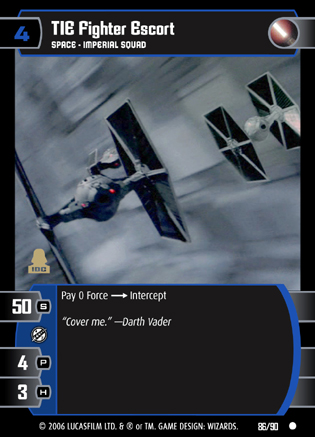 4
TIE Fighter Escort
SPACE - IMPERIAL SQUAD
180
50 S
Pay 0 Force → Intercept
"Cover me." —Darth Vader
4 P
3 H
© 2006 LUCASFILM LTD. & ® or TM. GAME DESIGN: WIZARDS. 86/90